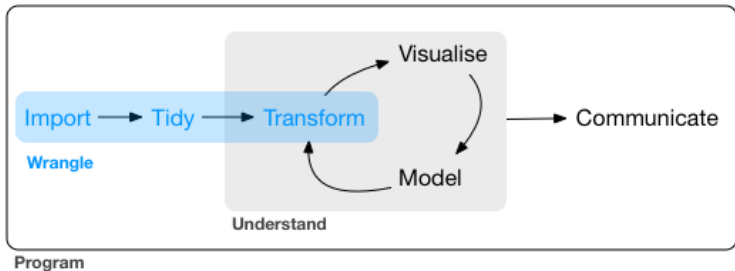 Visualise
Import Tidy Transform Communicate
Wrangle
Model
Understand
Program